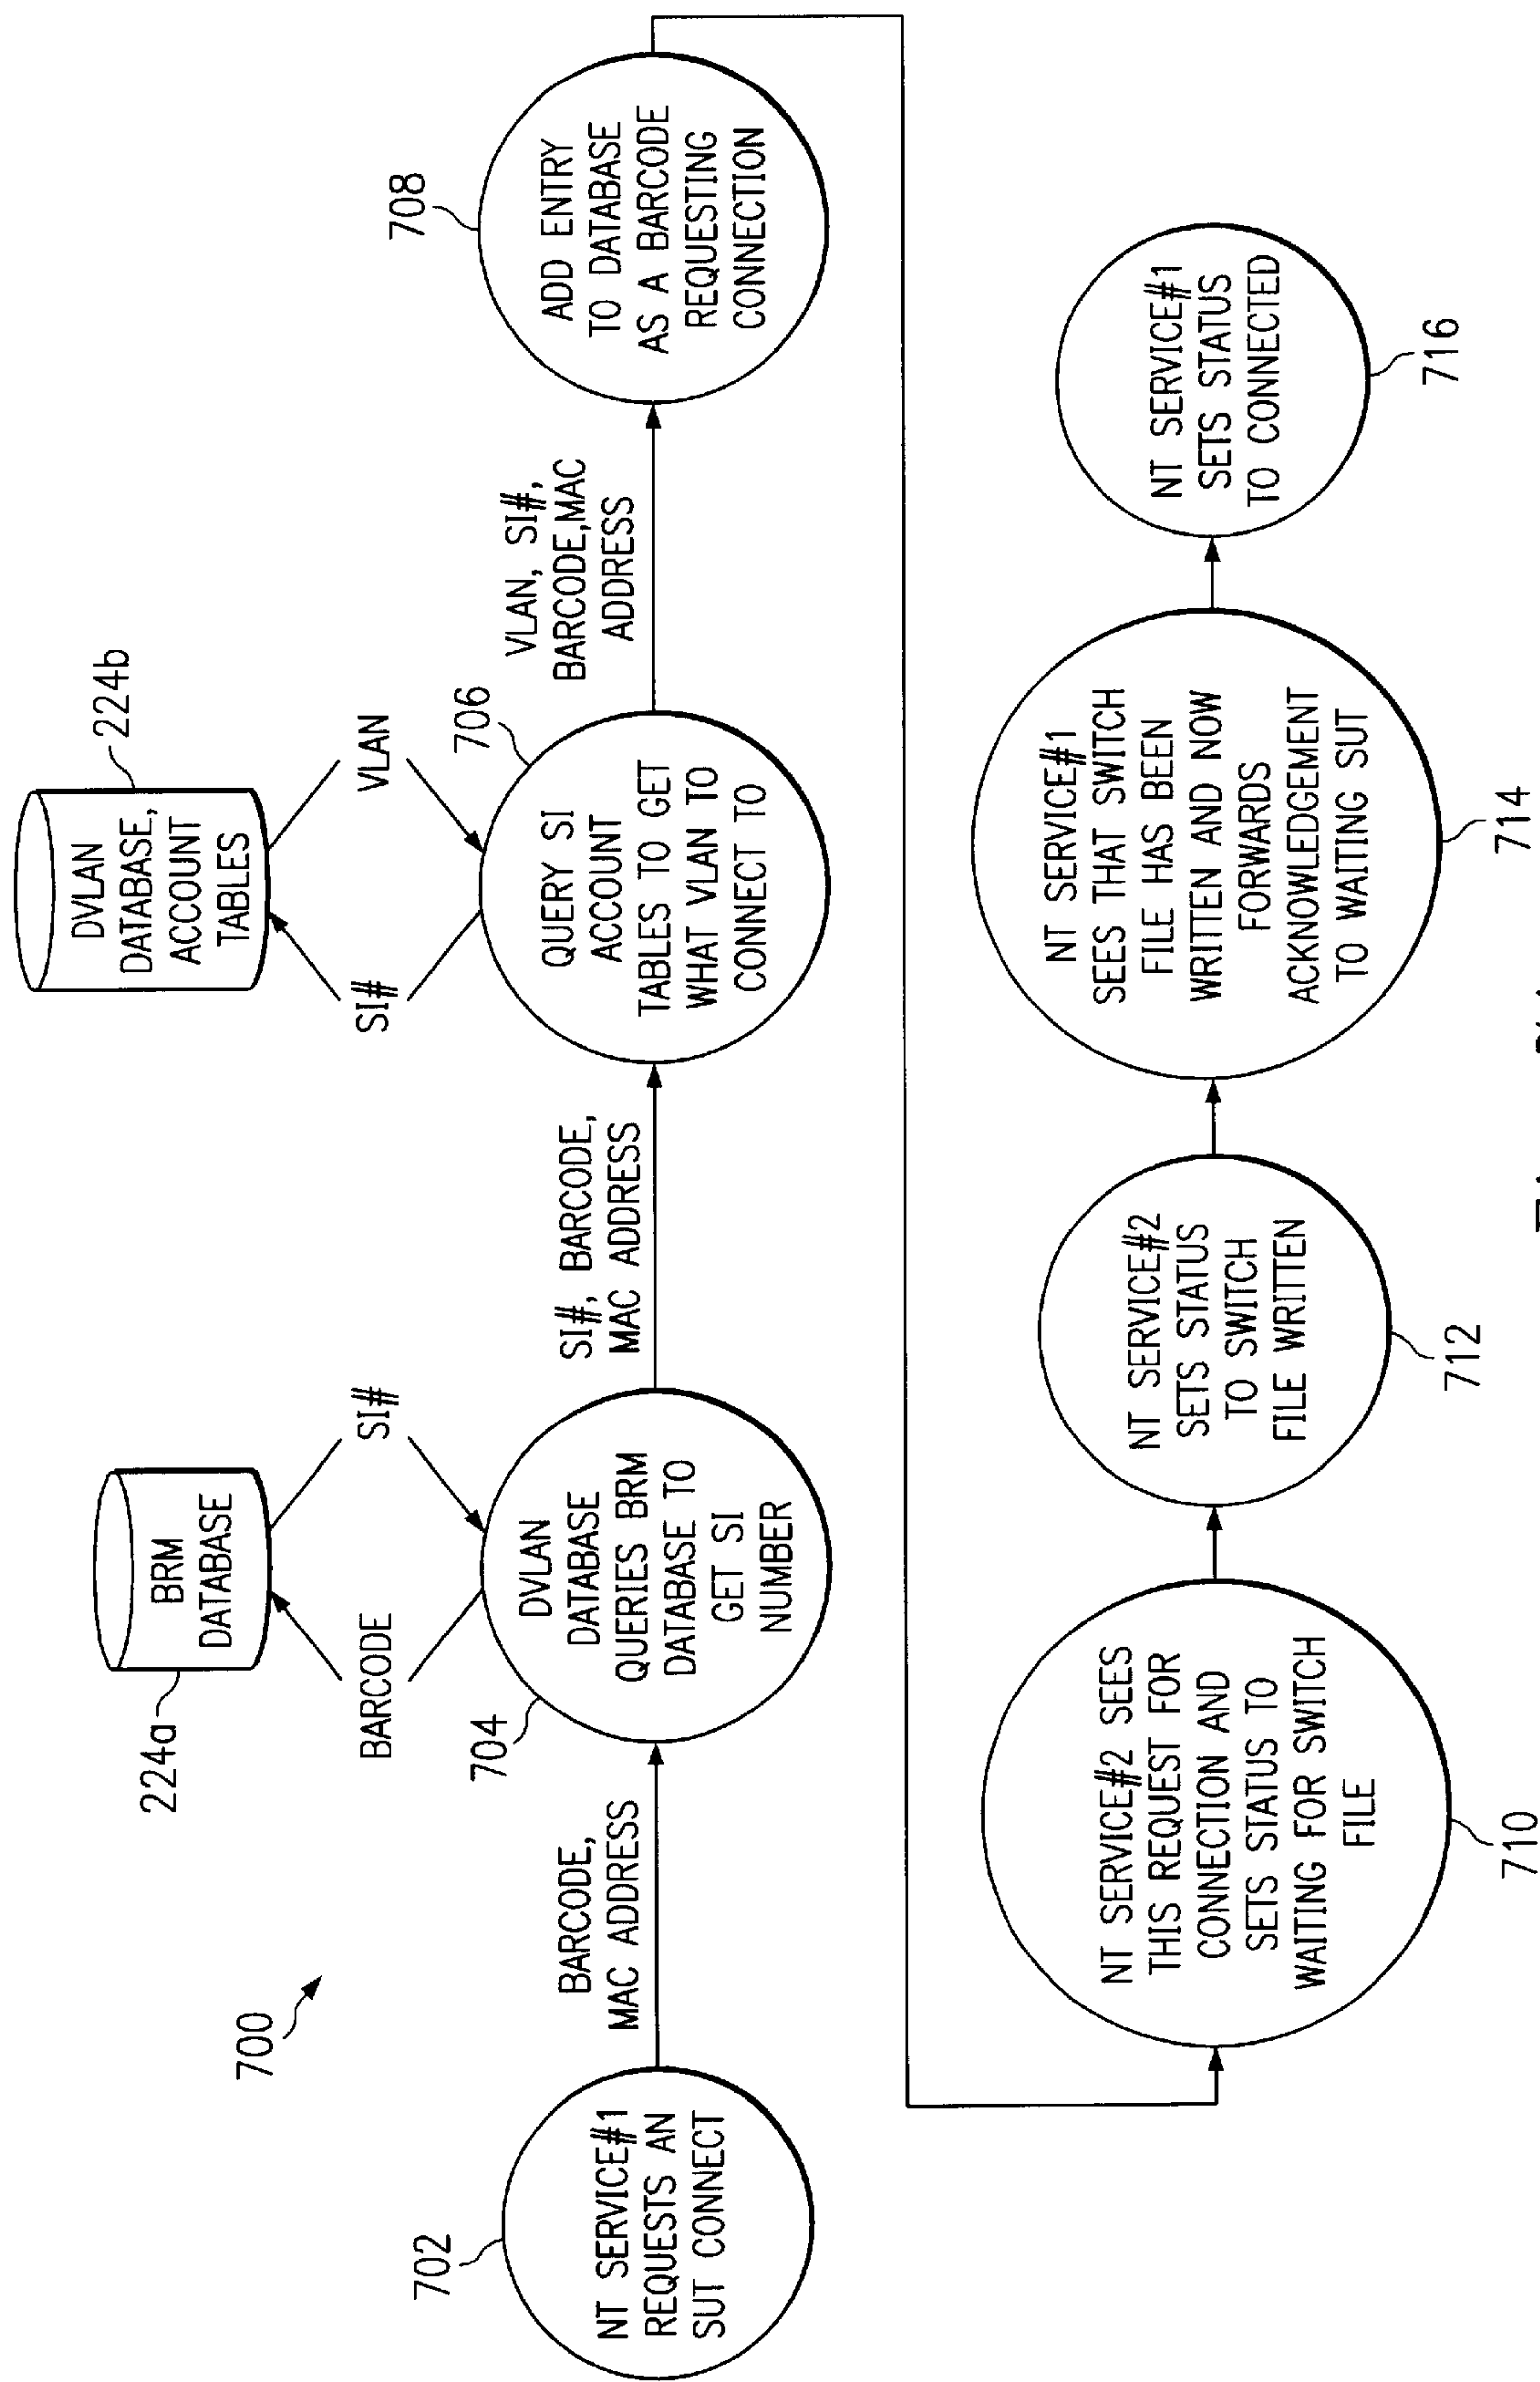 700
702
NT SERVICE#1
REQUESTS AN
SUT CONNECT
BARCODE,
MAC ADDRESS
224a
BRM
DATABASE
BARCODE
SI#
704
DVLAN
DATABASE
QUERIES BRM
DATABASE TO
GET SI
NUMBER
SI#, BARCODE,
MAC ADDRESS
224b
DVLAN
DATABASE,
ACCOUNT
TABLES
SI#
VLAN
706
QUERY SI
ACCOUNT
TABLES TO GET
WHAT VLAN TO
CONNECT TO
VLAN, SI#,
BARCODE,MAC
ADDRESS
708
ADD ENTRY
TO DATABASE
AS A BARCODE
REQUESTING
CONNECTION
NT SERVICE#2 SEES
THIS REQUEST FOR
CONNECTION AND
SETS STATUS TO
WAITING FOR SWITCH
FILE
710
NT SERVICE#2
SETS STATUS
TO SWITCH
FILE WRITTEN
712
NT SERVICE#1
SEES THAT SWITCH
FILE HAS BEEN
WRITTEN AND NOW
FORWARDS
ACKNOWLEDGEMENT
TO WAITING SUT
714
NT SERVICE#1
SETS STATUS
TO CONNECTED
716